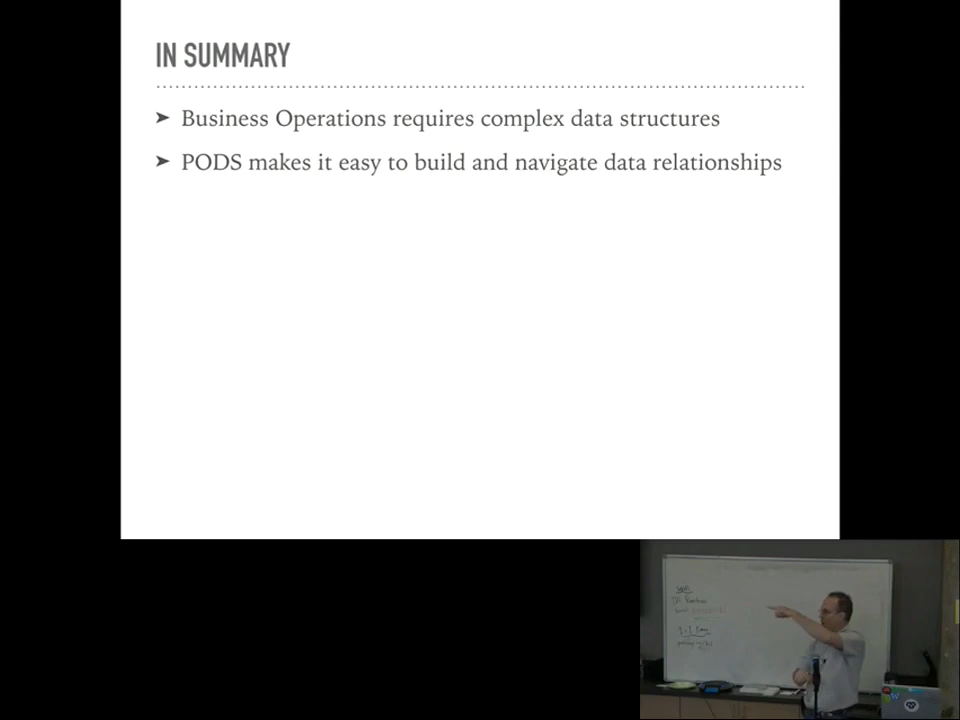 IN SUMMARY
➤ Business Operations requires complex data structures
➤ PODS makes it easy to build and navigate data relationships